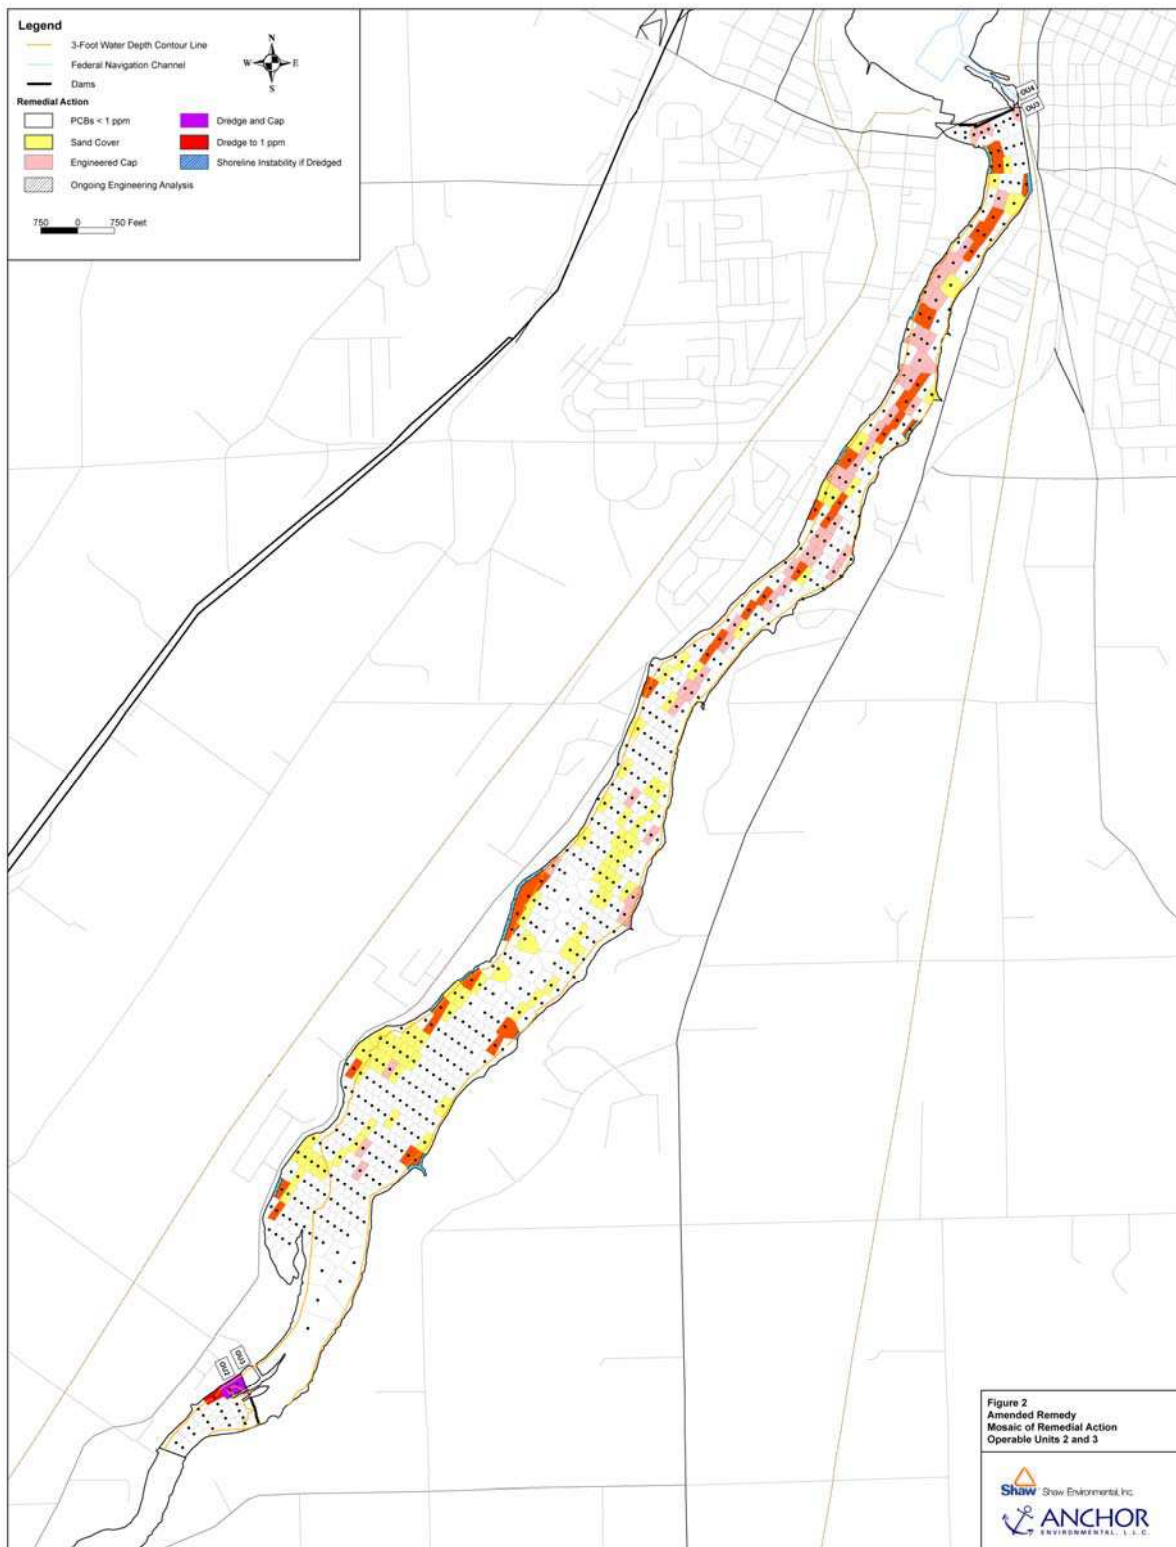 Legend
3-Foot Water Depth Contour Line
Federal Navigation Channel
Dams
N
W E
S
Remedial Action
PCBs < 1 ppm
Dredge and Cap
Sand Cover
Dredge to 1 ppm
Engineered Cap
Shoreline Instability if Dredged
Ongoing Engineering Analysis
750 0 750 Feet
OU4
OU3
OU2
OU3
Figure 2
Amended Remedy
Mosaic of Remedial Action
Operable Units 2 and 3
Shaw Shaw Environmental, Inc.
ANCHOR
ENVIRONMENTAL, L.L.C.